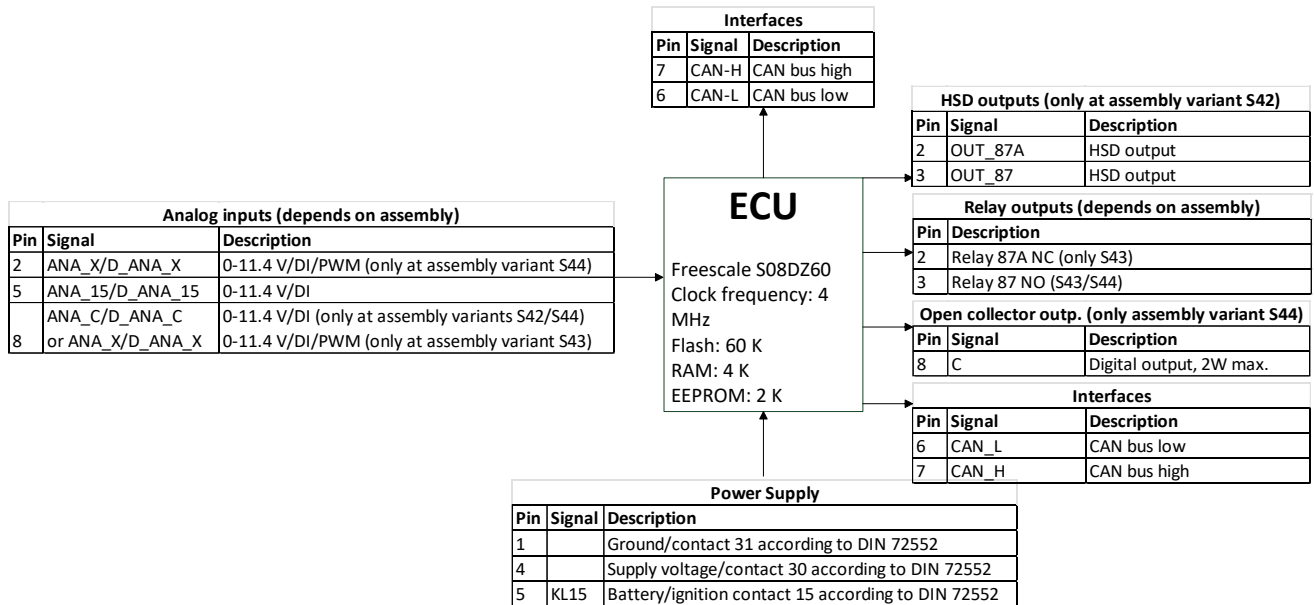 Interfaces
Pin Signal Description
7 CAN-H CAN bus high
6 CAN-L CAN bus low
HSD outputs (only at assembly variant S42)
Pin Signal Description
2 OUT_87A HSD output
3 OUT_87 HSD output
Analog inputs (depends on assembly)
Pin Signal Description
2 ANA_X/D_ANA_X 0-11.4 V/DI/PWM (only at assembly variant S44)
5 ANA_15/D_ANA_15 0-11.4 V/DI
ANA_C/D_ANA_C 0-11.4 V/DI (only at assembly variants S42/S44)
8 or ANA_X/D_ANA_X 0-11.4 V/DI/PWM (only at assembly variant S43)
ECU
Freescale S08DZ60
Clock frequency: 4
MHz
Flash: 60 K
RAM: 4 K
EEPROM: 2 K
Relay outputs (depends on assembly)
Pin Description
2 Relay 87A NC (only S43)
3 Relay 87 NO (S43/S44)
Open collector outp. (only assembly variant S44)
Pin Signal Description
8 C Digital output, 2W max.
Interfaces
Pin Signal Description
6 CAN_L CAN bus low
7 CAN_H CAN bus high
Power Supply
Pin Signal Description
1 Ground/contact 31 according to DIN 72552
4 Supply voltage/contact 30 according to DIN 72552
5 KL15 Battery/ignition contact 15 according to DIN 72552